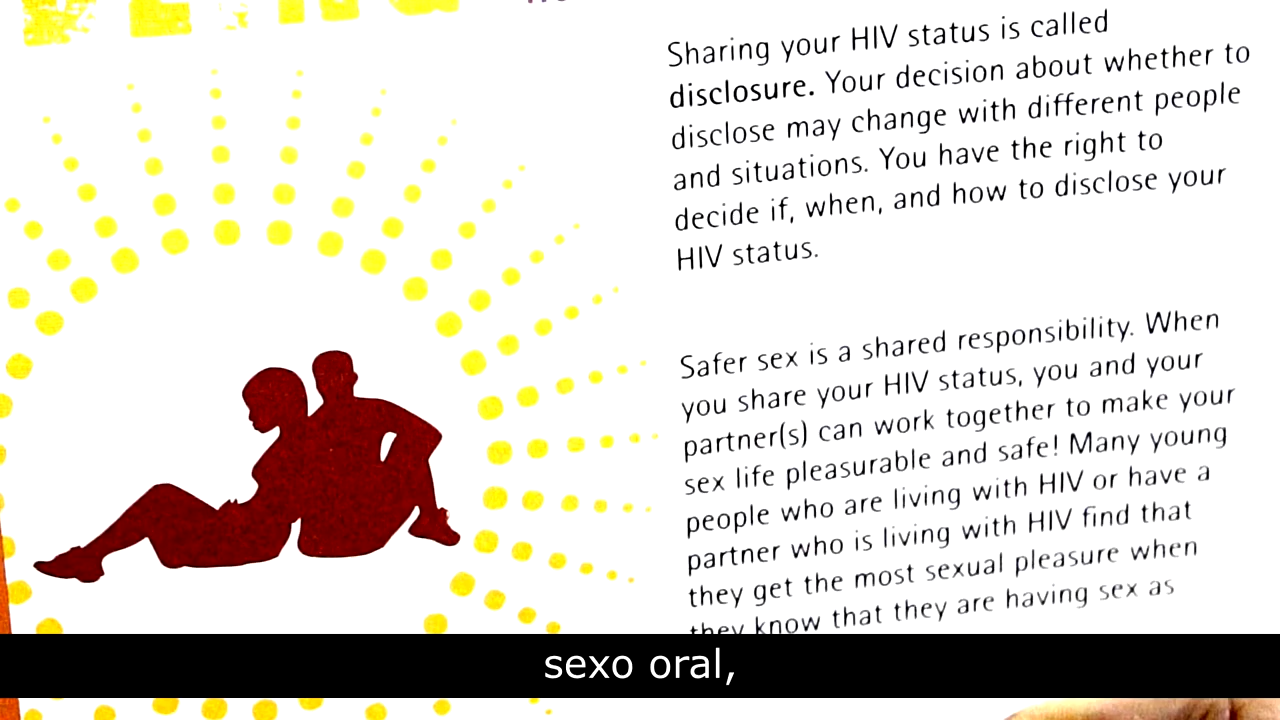 Sharing your HIV status is called
disclosure. Your decision about whether to
disclose may change with different people
and situations. You have the right to
decide if, when, and how to disclose your
HIV status.
Safer sex is a shared responsibility. When
you share your HIV status, you and your
partner(s) can work together to make your
sex life pleasurable and safe! Many young
people who are living with HIV or have a
partner who is living with HIV find that
they get the most sexual pleasure when
they know that they are having sex as
sexo oral,